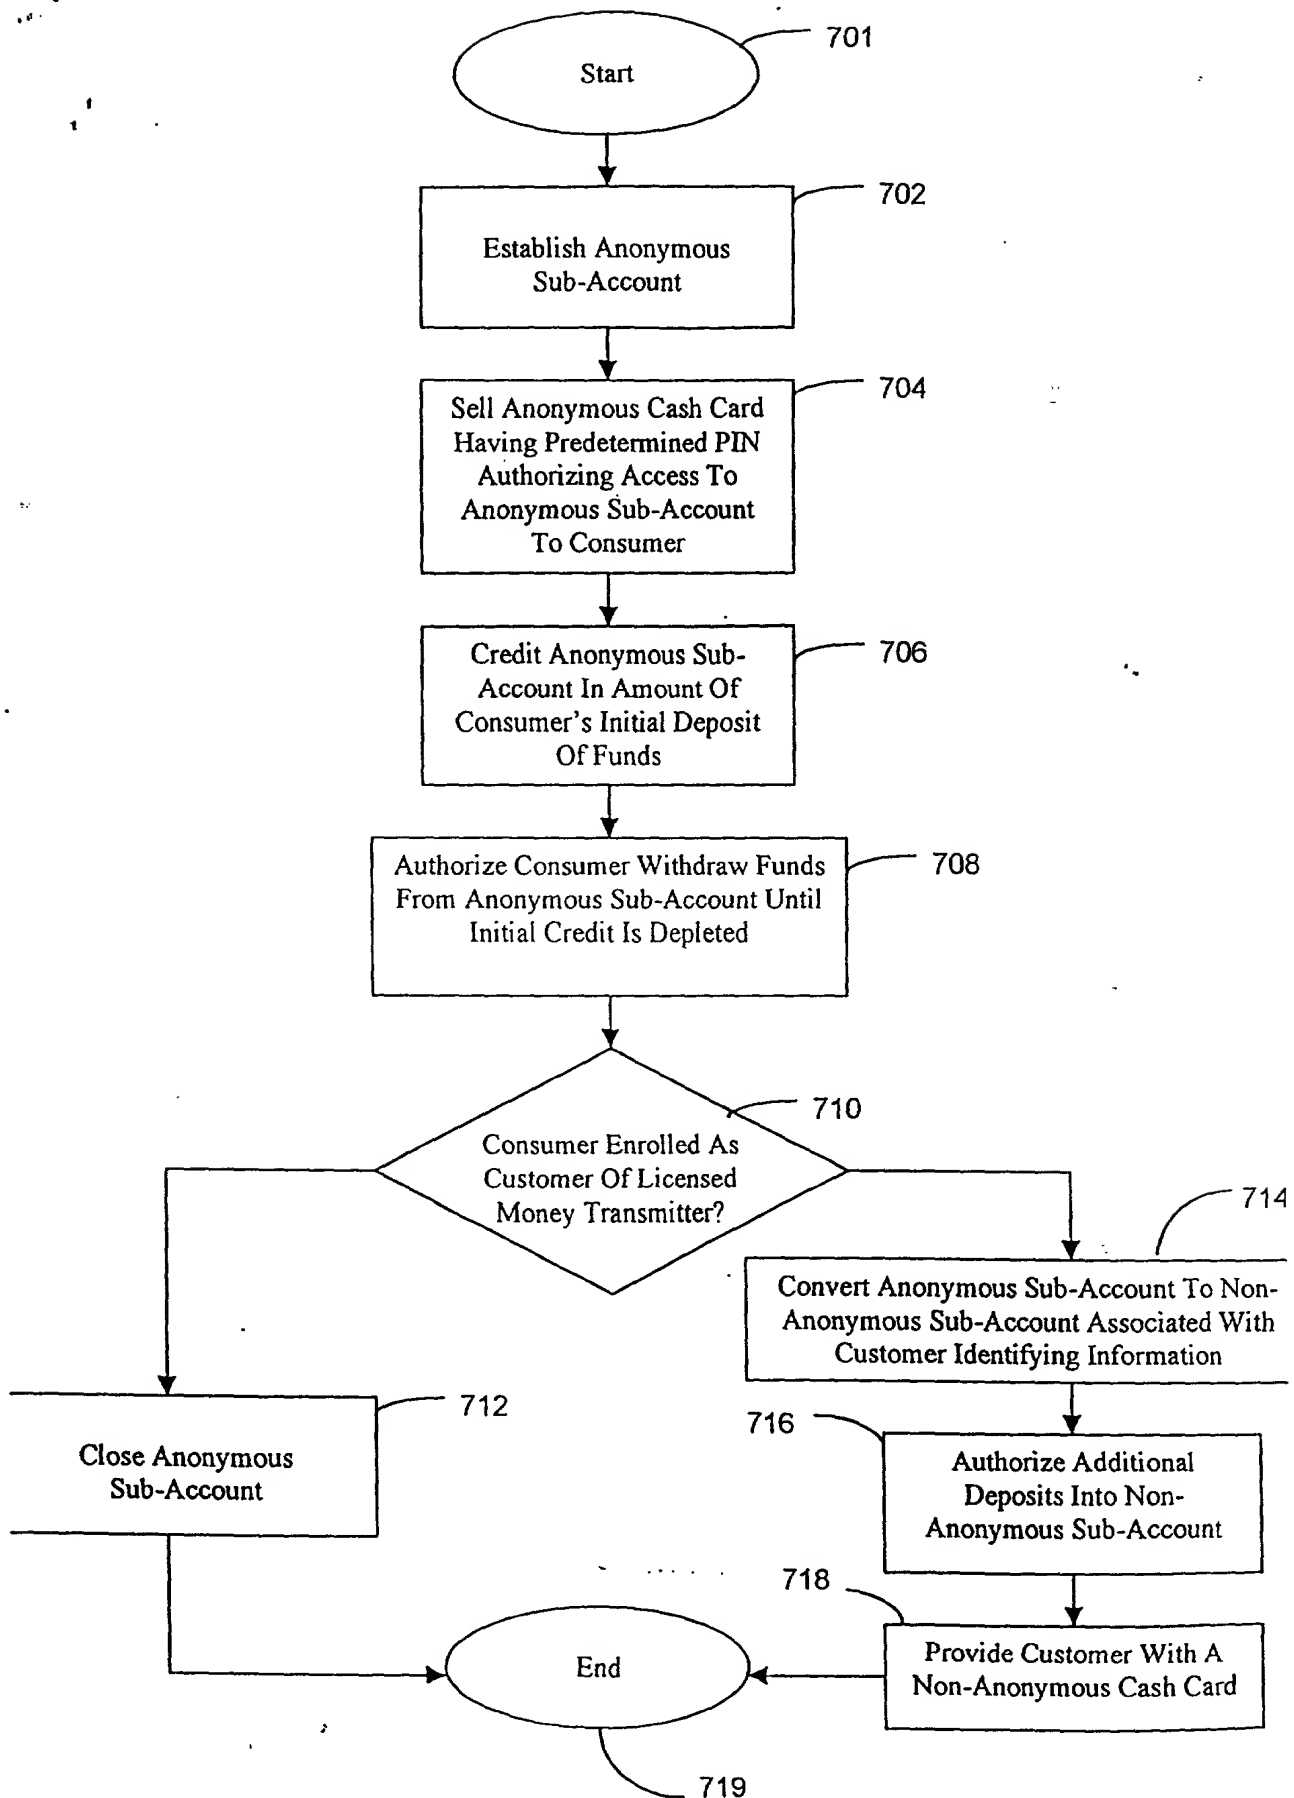 701
Start
702
Establish Anonymous
Sub-Account
704
Sell Anonymous Cash Card
Having Predetermined PIN
Authorizing Access To
Anonymous Sub-Account
To Consumer
706
Credit Anonymous Sub-
Account In Amount Of
Consumer's Initial Deposit
Of Funds
708
Authorize Consumer Withdraw Funds
From Anonymous Sub-Account Until
Initial Credit Is Depleted
710
Consumer Enrolled As
Customer Of Licensed
Money Transmitter?
714
Convert Anonymous Sub-Account To Non-
Anonymous Sub-Account Associated With
Customer Identifying Information
712
Close Anonymous
Sub-Account
716
Authorize Additional
Deposits Into Non-
Anonymous Sub-Account
718
Provide Customer With A
Non-Anonymous Cash Card
End
719